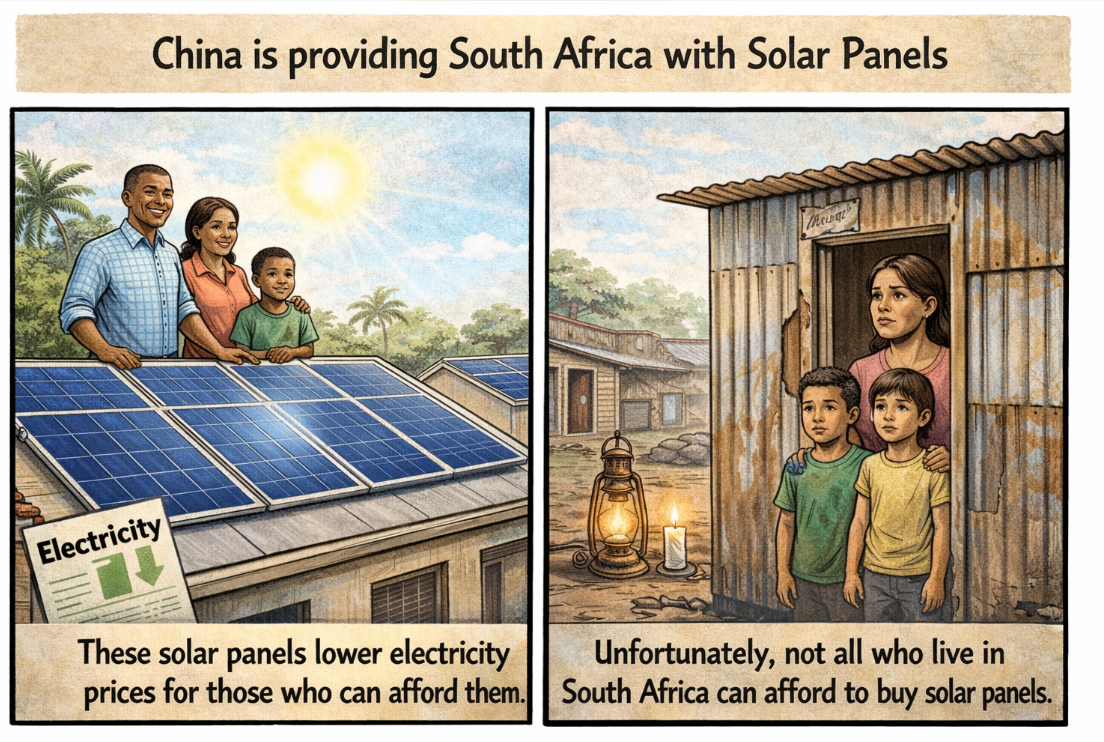 China is providing South Africa with Solar Panels
Electricity
These solar panels lower electricity
prices for those who can afford them.
Unfortunately, not all who live in
South Africa can afford to buy solar panels.